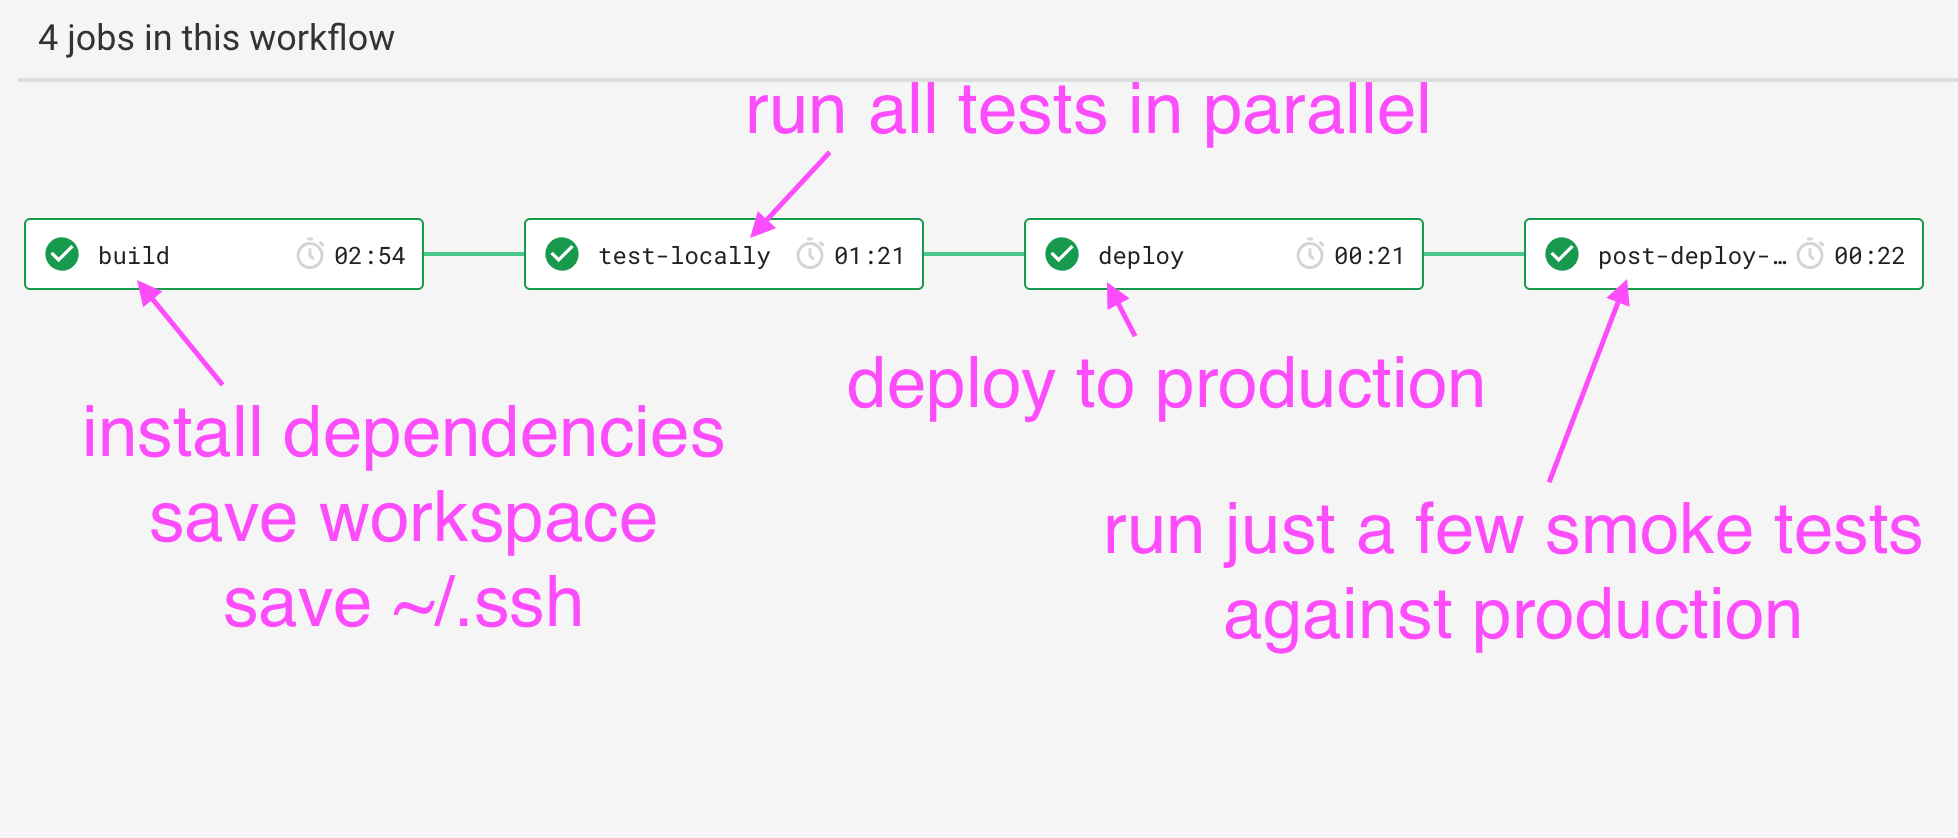 4 jobs in this workflow
run all tests in parallel
build 02:54
test-locally 01:21
deploy 00:21
post-deploy-… 00:22
deploy to production
install dependencies
save workspace
save ~/.ssh
run just a few smoke tests
against production